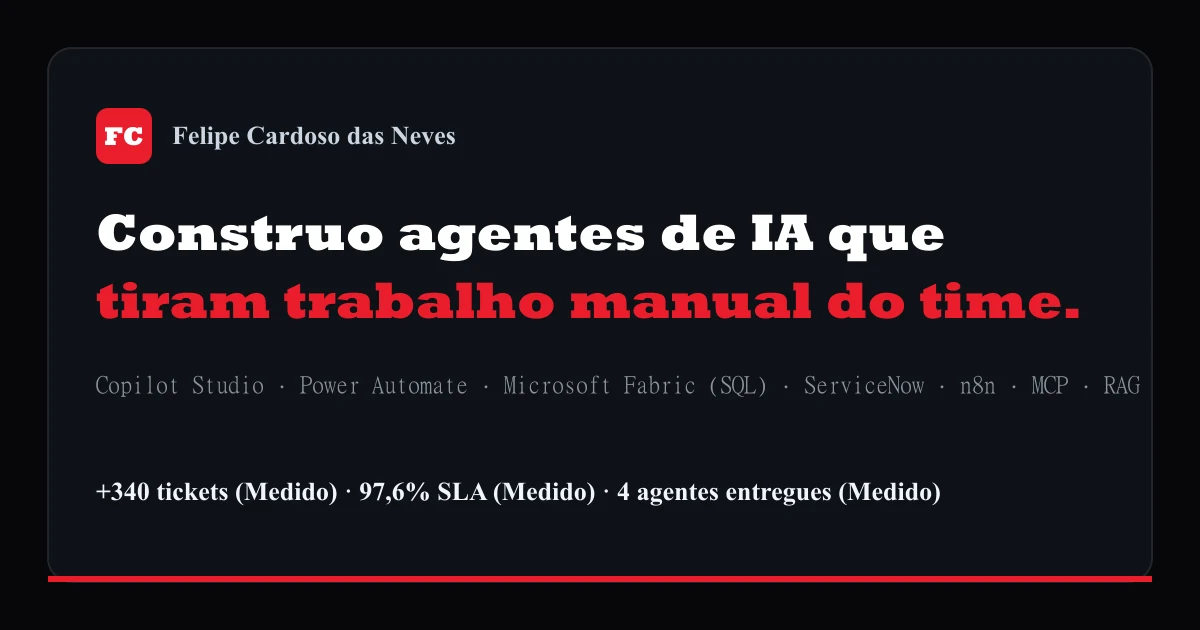 FC
Felipe Cardoso das Neves
Construo agentes de IA que
tiram trabalho manual do time.
Copilot Studio · Power Automate · Microsoft Fabric (SQL) · ServiceNow · n8n · MCP · RAG
+340 tickets (Medido) · 97,6% SLA (Medido) · 4 agentes entregues (Medido)